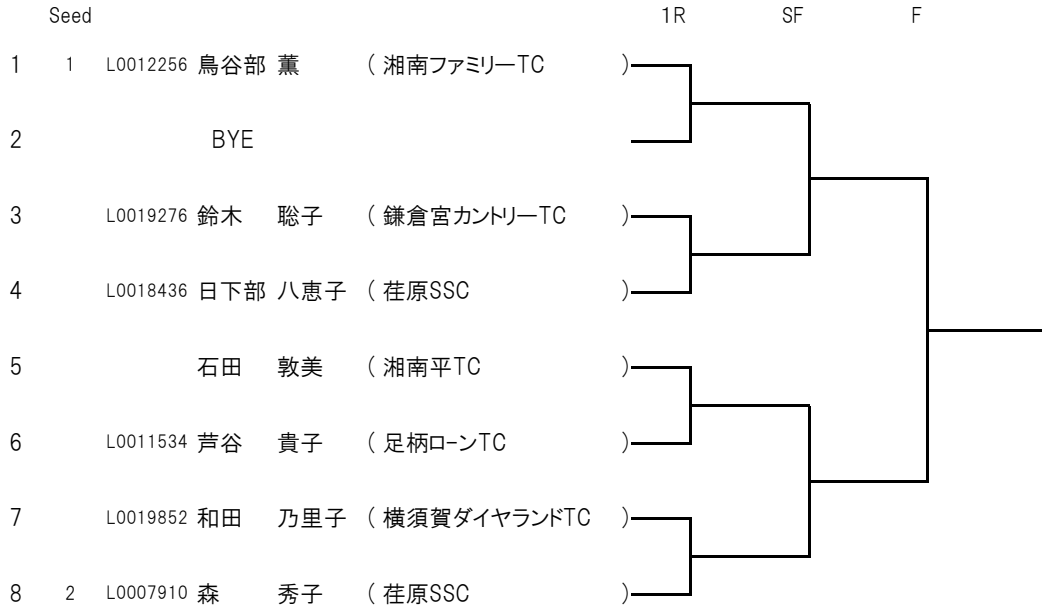 Seed 1R SF F
1 1 L0012256 鳥谷部 薫 ( 湘南ファミリーTC )
2 BYE
3 L0019276 鈴木 聡子 ( 鎌倉宮カントリーTC )
4 L0018436 日下部 八恵子 ( 荏原SSC )
5 石田 敦美 ( 湘南平TC )
6 L0011534 芦谷 貴子 ( 足柄ローンTC )
7 L0019852 和田 乃里子 ( 横須賀ダイヤランドTC )
8 2 L0007910 森 秀子 ( 荏原SSC )